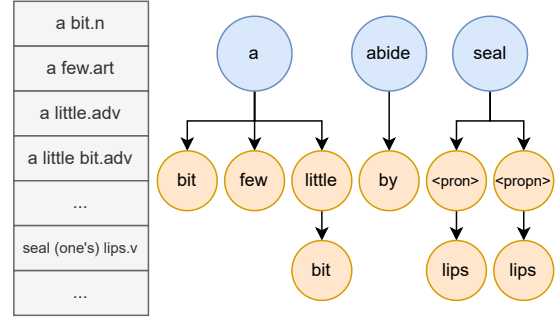 a bit.n
a few.art
a little.adv
a little bit.adv
...
seal (one's) lips.v
...
a abide seal
bit few little by <pron> <propn>
bit lips lips